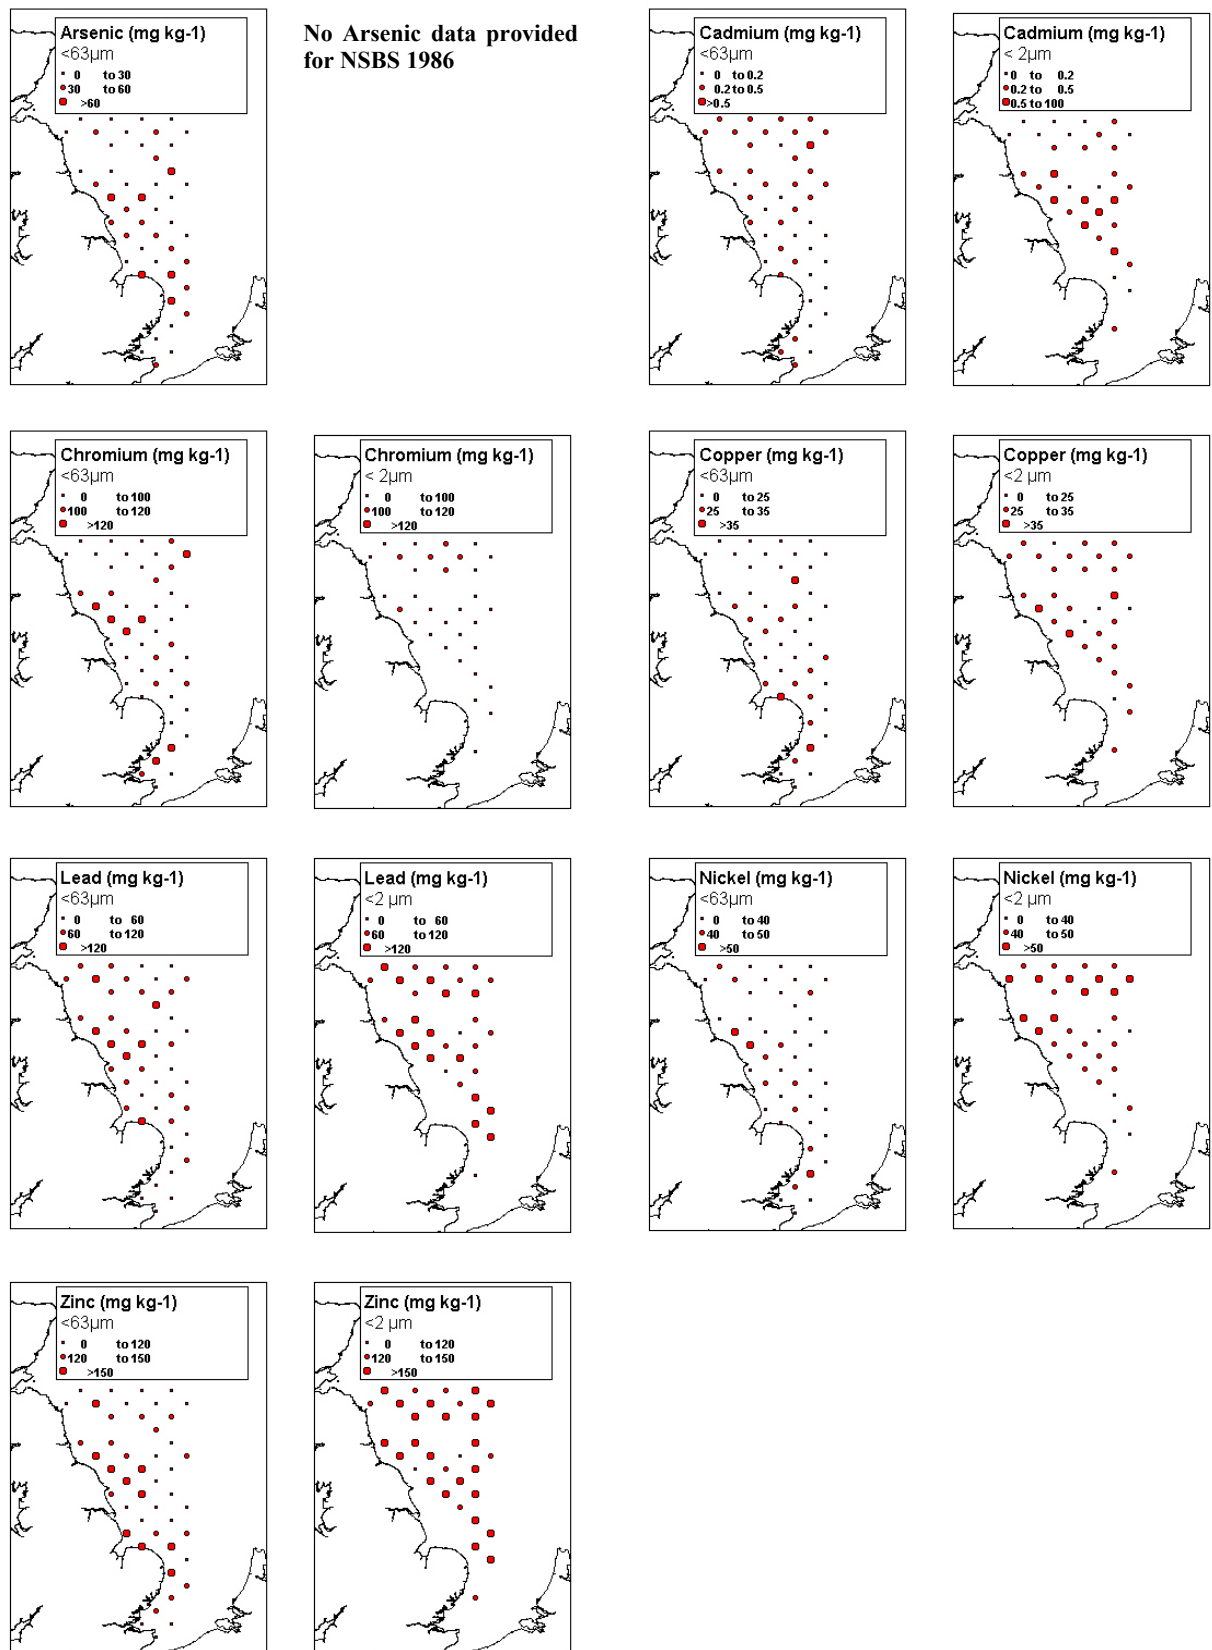 Arsenic (mg kg-1)
<63µm
0 to 30
30 to 60
>60
No Arsenic data provided
for NSBS 1986
Cadmium (mg kg-1)
<63µm
0 to 0.2
0.2 to 0.5
>0.5
Cadmium (mg kg-1)
< 2µm
0 to 0.2
0.2 to 0.5
0.5 to 100
Chromium (mg kg-1)
<63µm
0 to 100
100 to 120
>120
Chromium (mg kg-1)
< 2µm
0 to 100
100 to 120
>120
Copper (mg kg-1)
<63µm
0 to 25
25 to 35
>35
Copper (mg kg-1)
<2 µm
0 to 25
25 to 35
>35
Lead (mg kg-1)
<63µm
0 to 60
60 to 120
>120
Lead (mg kg-1)
<2 µm
0 to 60
60 to 120
>120
Nickel (mg kg-1)
<63µm
0 to 40
40 to 50
>50
Nickel (mg kg-1)
<2 µm
0 to 40
40 to 50
>50
Zinc (mg kg-1)
<63µm
0 to 120
120 to 150
>150
Zinc (mg kg-1)
<2 µm
0 to 120
120 to 150
>150